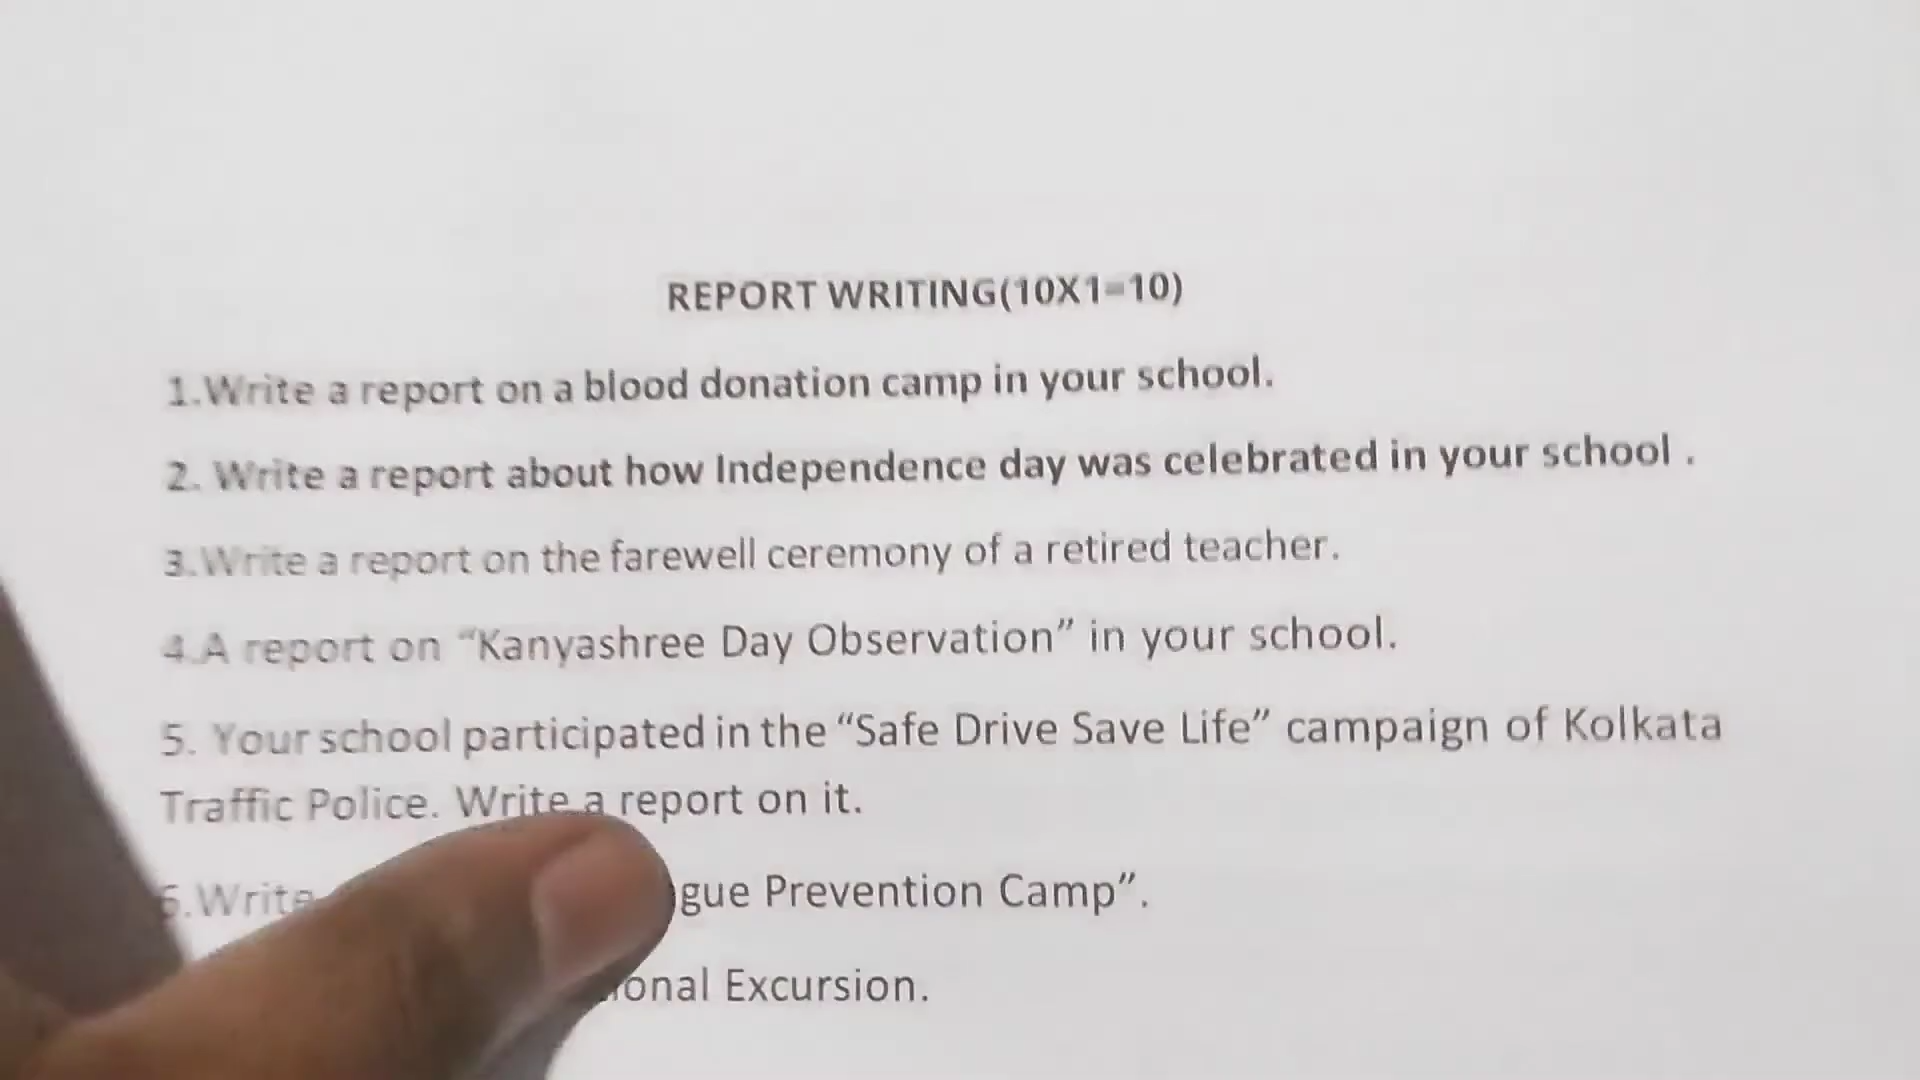 REPORT WRITING(10X1=10)
1.Write a report on a blood donation camp in your school.
2. Write a report about how Independence day was celebrated in your school .
3.Write a report on the farewell ceremony of a retired teacher.
4.A report on “Kanyashree Day Observation” in your school.
5. Your school participated in the “Safe Drive Save Life” campaign of Kolkata
Traffic Police. Write a report on it.
6.Write Prevention Camp”.
Excursion.